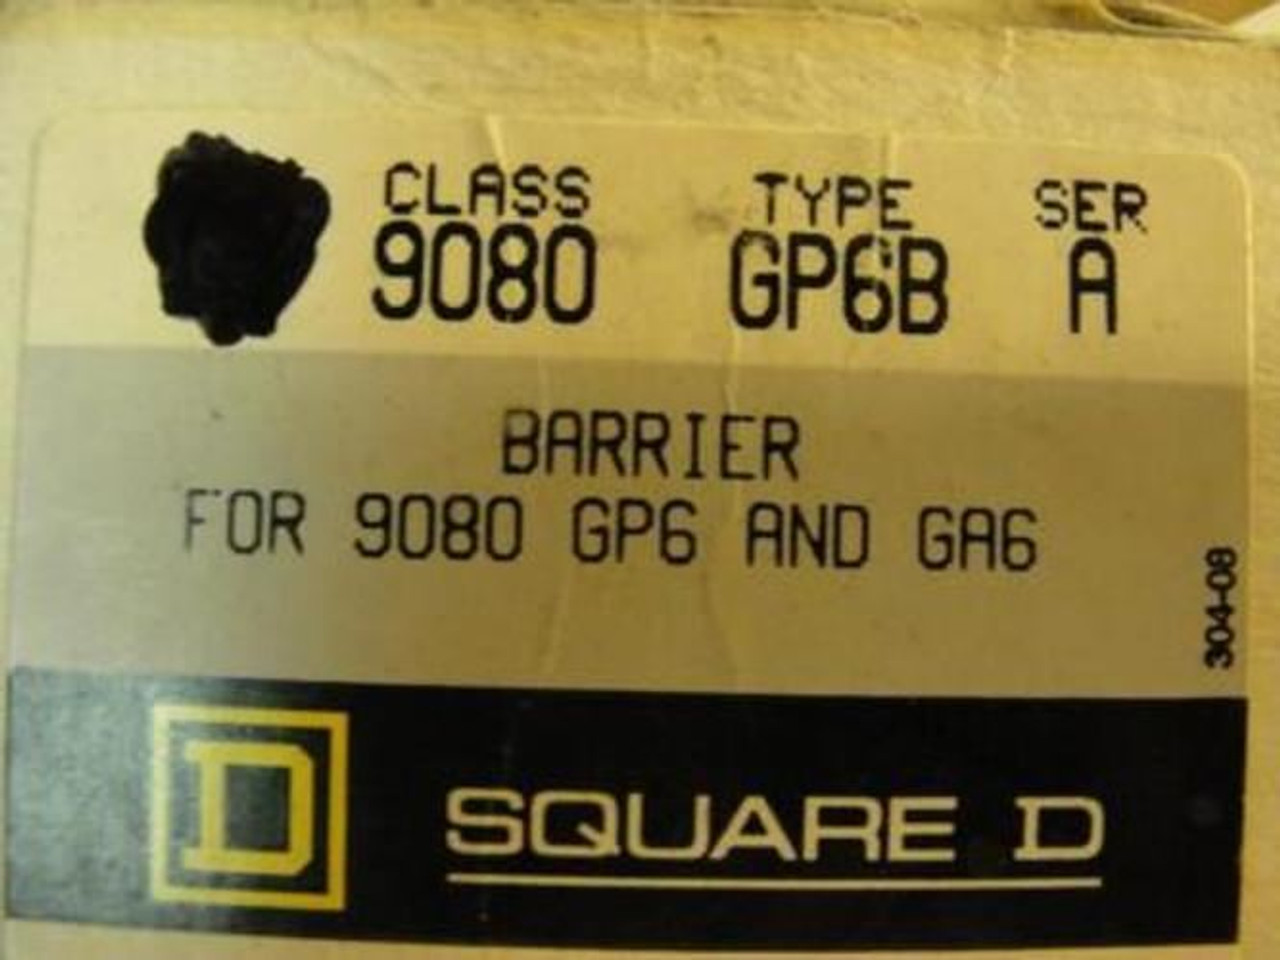 CLASS TYPE SER
9080 GP6B A
BARRIER
FOR 9080 GP6 AND GA6
304-08
D SQUARE D